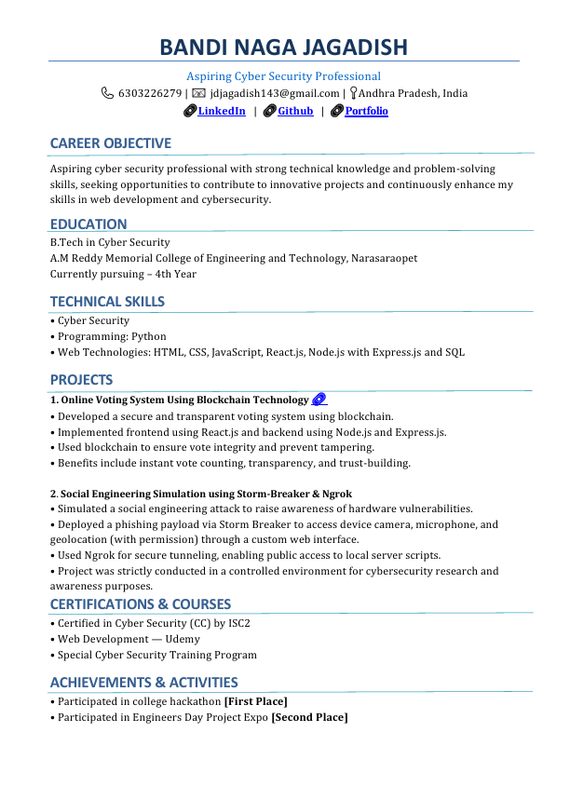 BANDI NAGA JAGADISH
Aspiring Cyber Security Professional
6303226279 | jdjagadish143@gmail.com | Andhra Pradesh, India
LinkedIn | Github | Portfolio
CAREER OBJECTIVE
Aspiring cyber security professional with strong technical knowledge and problem-solving
skills, seeking opportunities to contribute to innovative projects and continuously enhance my
skills in web development and cybersecurity.
EDUCATION
B.Tech in Cyber Security
A.M Reddy Memorial College of Engineering and Technology, Narasaraopet
Currently pursuing – 4th Year
TECHNICAL SKILLS
• Cyber Security
• Programming: Python
• Web Technologies: HTML, CSS, JavaScript, React.js, Node.js with Express.js and SQL
PROJECTS
1. Online Voting System Using Blockchain Technology
• Developed a secure and transparent voting system using blockchain.
• Implemented frontend using React.js and backend using Node.js and Express.js.
• Used blockchain to ensure vote integrity and prevent tampering.
• Benefits include instant vote counting, transparency, and trust-building.
2. Social Engineering Simulation using Storm-Breaker & Ngrok
• Simulated a social engineering attack to raise awareness of hardware vulnerabilities.
• Deployed a phishing payload via Storm Breaker to access device camera, microphone, and
geolocation (with permission) through a custom web interface.
• Used Ngrok for secure tunneling, enabling public access to local server scripts.
• Project was strictly conducted in a controlled environment for cybersecurity research and
awareness purposes.
CERTIFICATIONS & COURSES
• Certified in Cyber Security (CC) by ISC2
• Web Development — Udemy
• Special Cyber Security Training Program
ACHIEVEMENTS & ACTIVITIES
• Participated in college hackathon [First Place]
• Participated in Engineers Day Project Expo [Second Place]